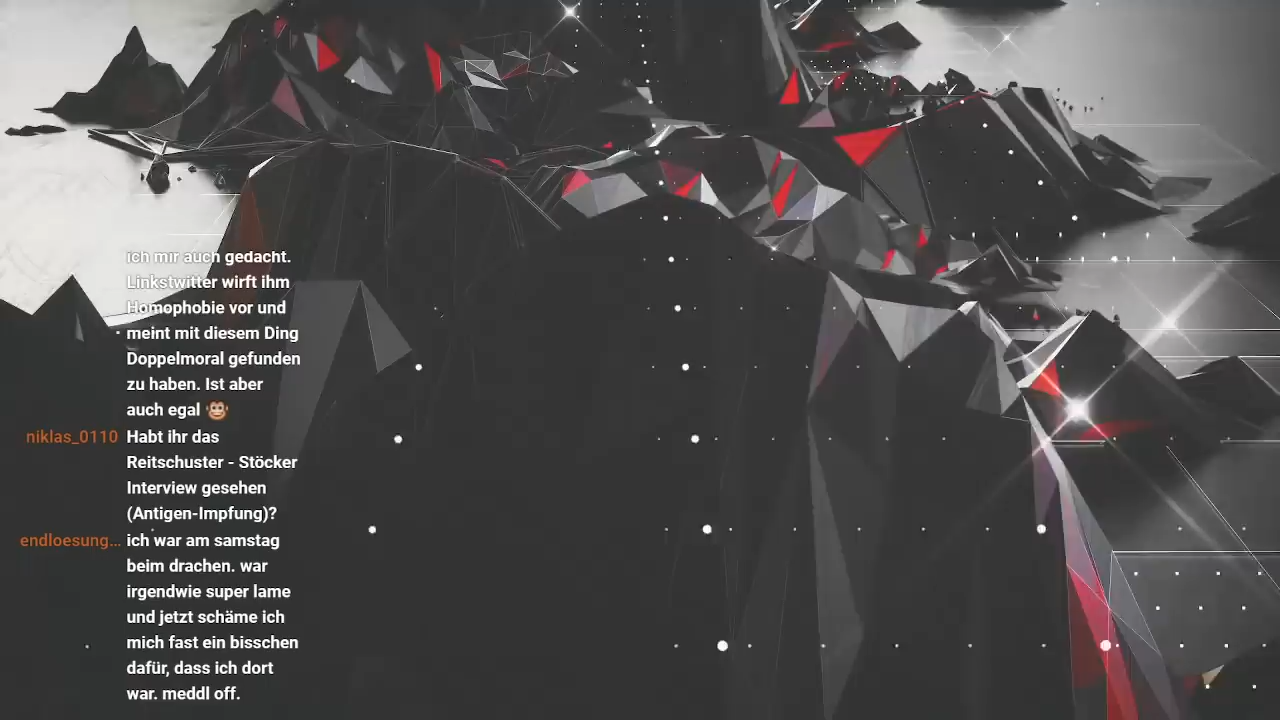 ich mir auch gedacht.
Linkstwitter wirft ihm
Homophobie vor und
meint mit diesem Ding
Doppelmoral gefunden
zu haben. Ist aber
auch egal 🐵
niklas_0110 Habt ihr das
Reitschuster - Stöcker
Interview gesehen
(Antigen-Impfung)?
endloesung... ich war am samstag
beim drachen. war
irgendwie super lame
und jetzt schäme ich
mich fast ein bisschen
dafür, dass ich dort
war. meddl off.